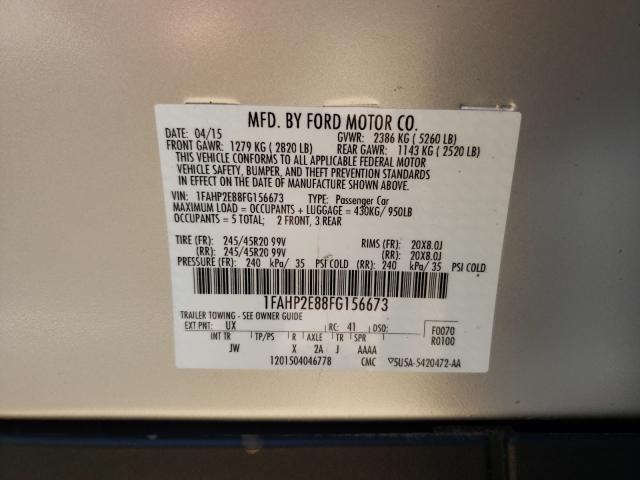 MFD. BY FORD MOTOR CO.
DATE: 04/15 GVWR: 2386 KG ( 5260 LB)
FRONT GAWR: 1279 KG ( 2820 LB) REAR GAWR: 1143 KG ( 2520 LB)
THIS VEHICLE CONFORMS TO ALL APPLICABLE FEDERAL MOTOR
VEHICLE SAFETY, BUMPER, AND THEFT PREVENTION STANDARDS
IN EFFECT ON THE DATE OF MANUFACTURE SHOWN ABOVE.
VIN: 1FAHP2E88FG156673 TYPE: Passenger Car
MAXIMUM LOAD = OCCUPANTS + LUGGAGE = 430KG/ 950LB
OCCUPANTS = 5 TOTAL; 2 FRONT, 3 REAR
TIRE (FR): 245/45R20 99V RIMS (FR): 20X8.0J
(RR): 245/45R20 99V (RR): 20X8.0J
PRESSURE (FR): 240 kPa/ 35 PSI COLD (RR): 240 kPa/ 35 PSI COLD
1FAHP2E88FG156673
TRAILER TOWING - SEE OWNER GUIDE
EXT PNT: UX RC: 41 DSO: F0070
INT TR TP/PS R AXLE TR SPR R0100
JW X 2A J AAAA
1201504046778 CMC ▽5U5A-5420472-AA